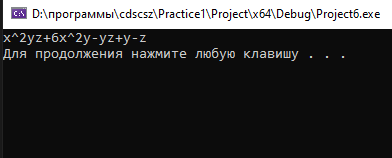 D:\программы\cdscsz\Practice1\Project\x64\Debug\Project6.exe
x^2yz+6x^2y-yz+y-z
Для продолжения нажмите любую клавишу . . .